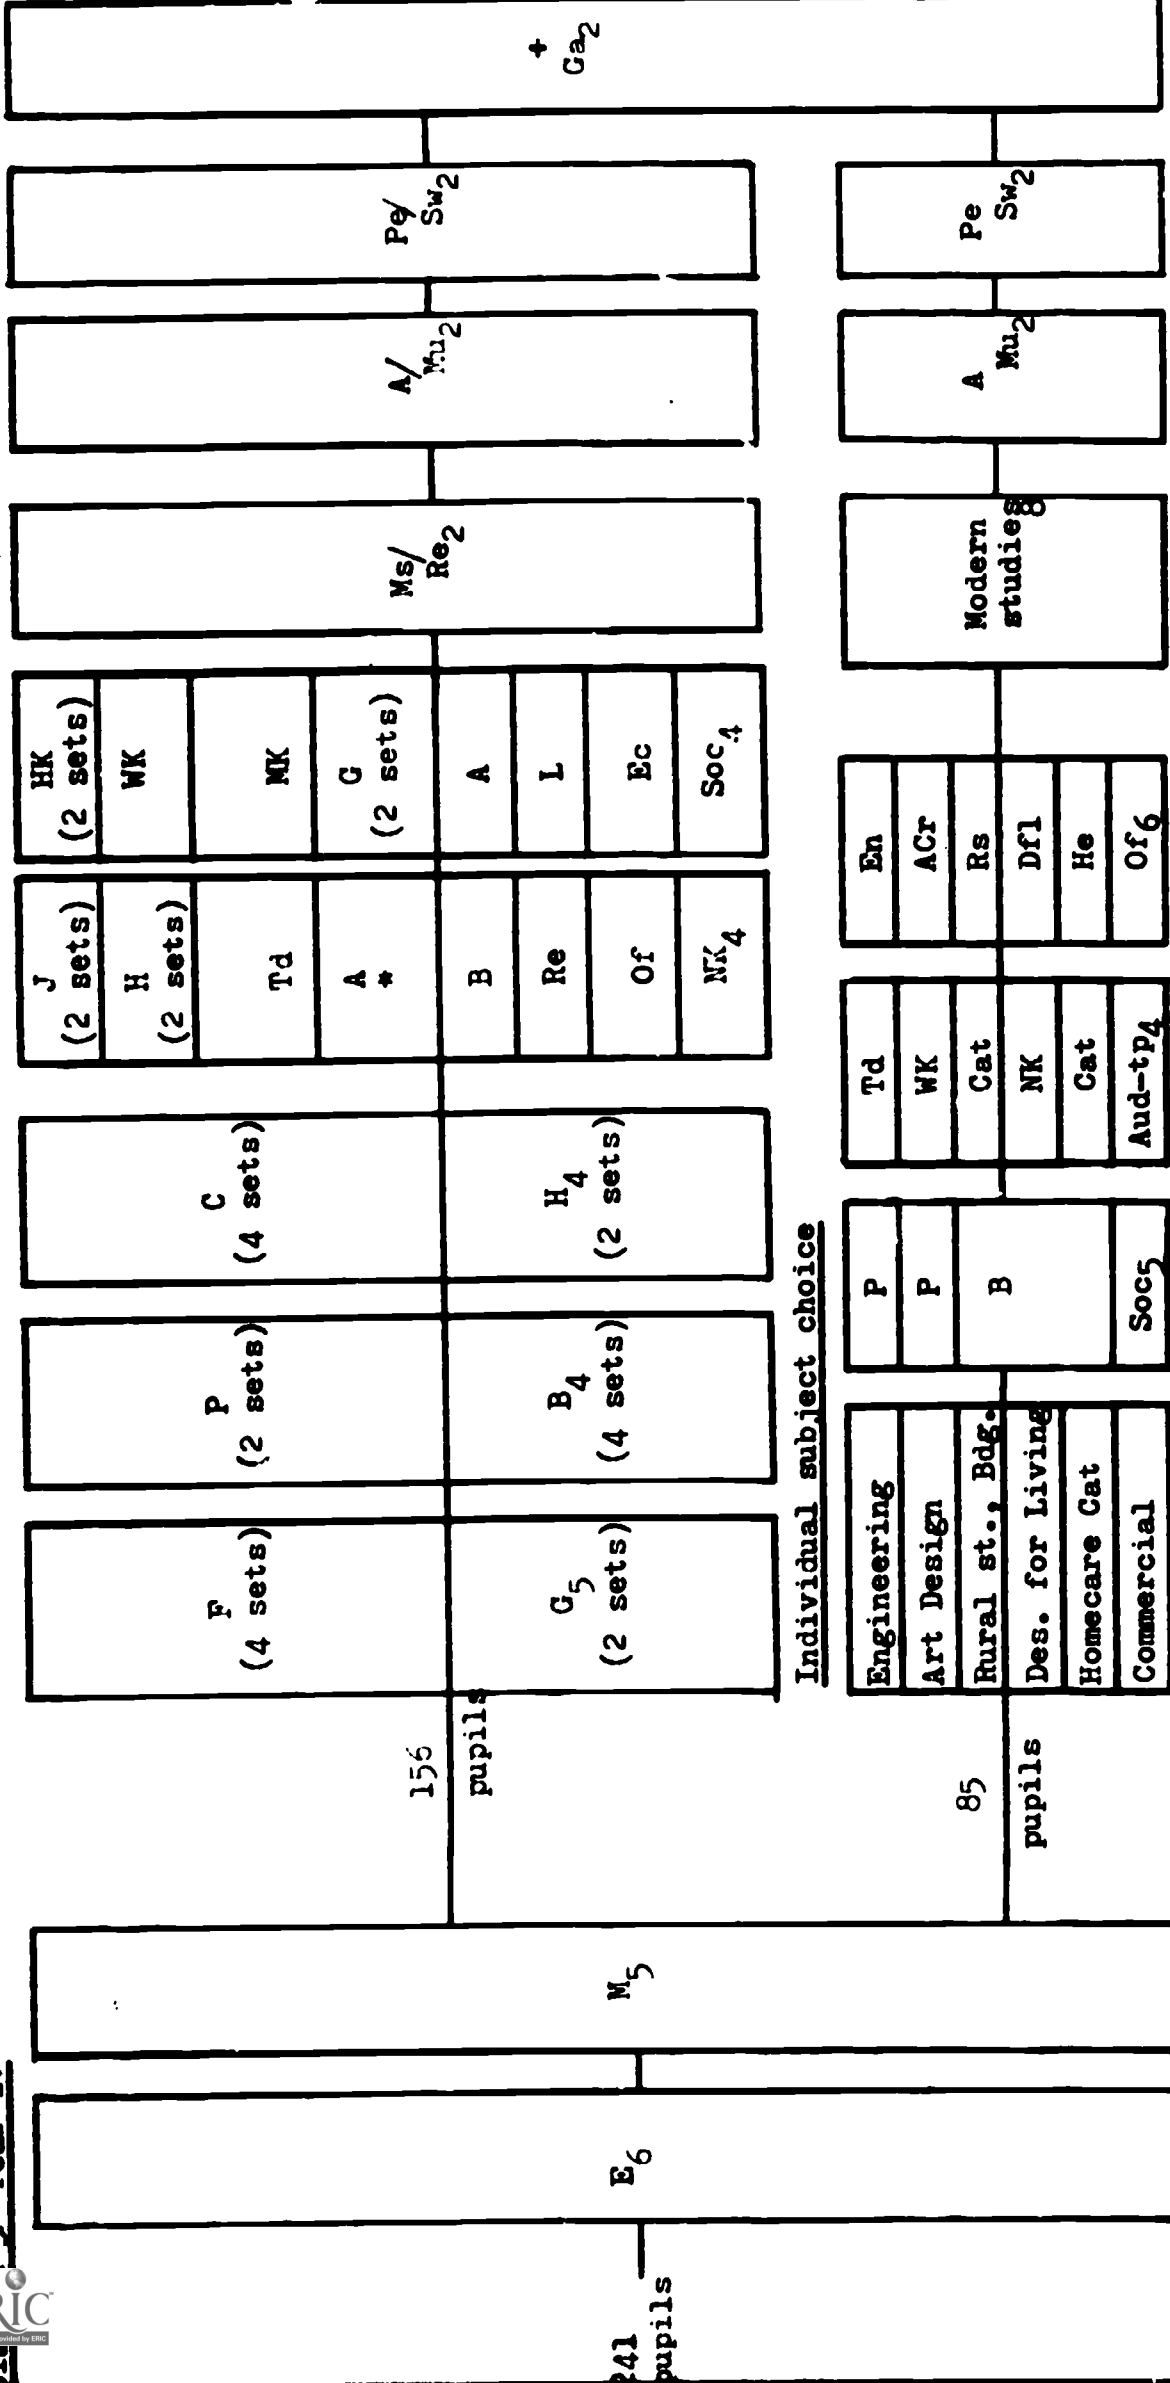 241
pupils
E6
M5
156
pupils
F
(4 sets)
G5
(2 sets)
P
(2 sets)
B4
(4 sets)
C
(4 sets)
H4
(2 sets)
J
(2 sets)
H
(2 sets)
Td
A
*
B
Re
Of
NK4
HK
(2 sets)
WK
MK
G
(2 sets)
A
L
Ec
Soc4
Ms/
Re2
A/
Mu2
Pe/
Sw2
+
Ga2
Individual subject choice
85
pupils
Engineering
Art Design
Rural st., Bdg.
Des. for Living
Homecare Cat
Commercial
P
P
B
Soc5
Td
WK
Cat
NK
Cat
Aud-tp4
En
ACr
Rs
Dfl
He
Of6
Modern
studies8
A
Mu2
Pe
Sw2
ERIC